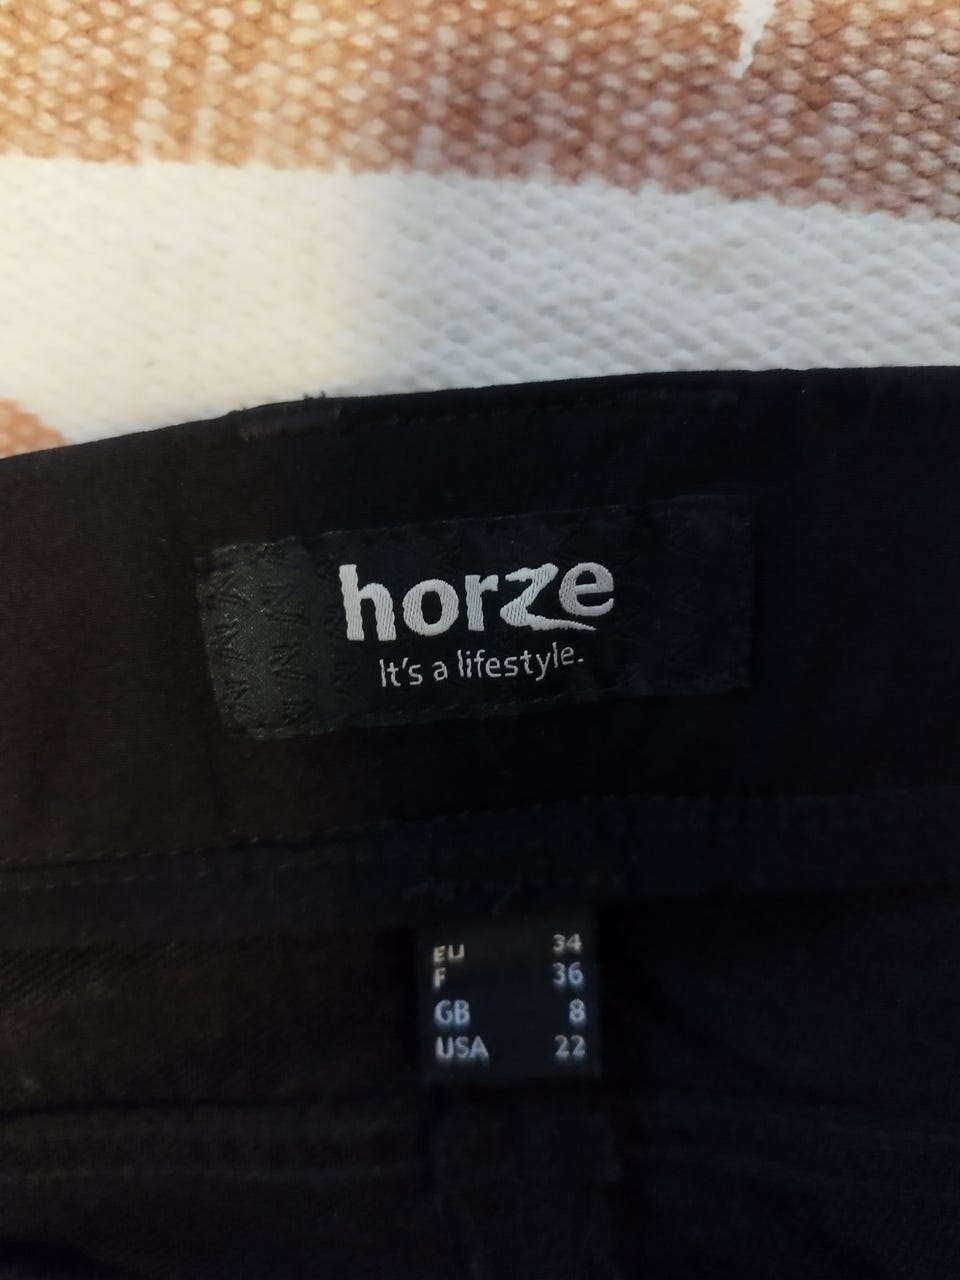 horze
It's a lifestyle.
EU 34
F 36
GB 8
USA 22